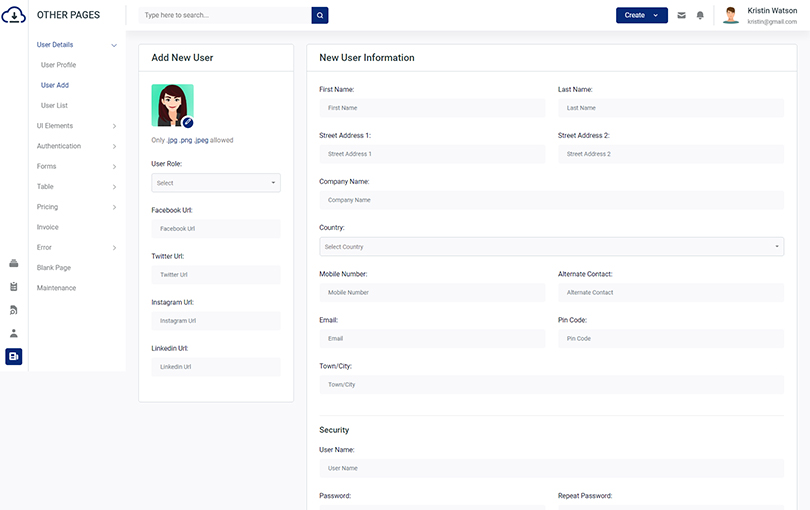 OTHER PAGES
Type here to search...
Create
Kristin Watson
kristin@gmail.com
User Details
User Profile
User Add
User List
UI Elements
Authentication
Forms
Table
Pricing
Invoice
Error
Blank Page
Maintenance
Add New User
Only .jpg .png .jpeg allowed
User Role:
Select
Facebook Url:
Facebook Url
Twitter Url:
Twitter Url
Instagram Url:
Instagram Url
Linkedin Url:
Linkedin Url
New User Information
First Name: Last Name:
First Name Last Name
Street Address 1: Street Address 2:
Street Address 1 Street Address 2
Company Name:
Company Name
Country:
Select Country
Mobile Number: Alternate Contact:
Mobile Number Alternate Contact
Email: Pin Code:
Email Pin Code
Town/City:
Town/City
Security
User Name:
User Name
Password: Repeat Password: